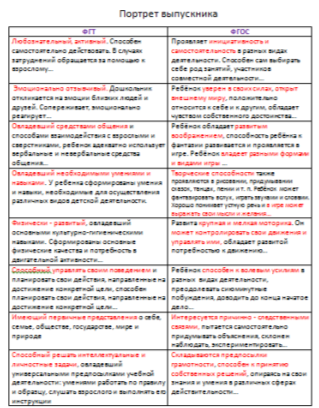 Портрет выпускника
ФГТ
Любознательный, активный. Способен
самостоятельно действовать. В случаях
затруднений обращается за помощью к
взрослому…
Эмоционально отзывчивый. Дошкольник
откликается на эмоции близких людей и
друзей. Сопереживает, эмоционально
реагирует…
Овладевший средствами общения и
способами взаимодействия с взрослыми и
сверстниками, ребенок адекватно использует
вербальные и невербальные средства
общения…
Овладевший необходимыми умениями и
навыками. У ребенка сформированы умения
и навыки, необходимые для осуществления
различных видов детской деятельности.
Физически - развитый, овладевший
основными культурно-гигиеническими
навыками. Сформированы основные
физические качества и потребность в
двигательной активности…
Способный управлять своим поведением и
планировать свои действия, направленные на
достижение конкретной цели, способен
планировать свои действия, направленные на
достижение конкретной цели…
Имеющий первичные представления о себе,
семье, обществе, государстве, мире и
природе
Способный решать интеллектуальные и
личностные задачи, овладевший
универсальными предпосылками учебной
деятельности: умениями работать по правилу
и образцу, слушать взрослого и выполнять его
инструкции
ФГОС
Проявляет инициативность и
самостоятельность в разных видах
деятельности. Способен сам выбирать
себе род занятий, участников
совместной деятельности…
Ребёнок уверен в своих силах, открыт
внешнему миру, положительно
относится к себе и к другим, обладает
чувством собственного достоинства…
Ребёнок обладает развитым
воображением, способность ребёнка к
фантазии развивается и проявляется в
игре. Ребёнок владеет разными формами
и видами игры …
Творческие способности также
проявляются в рисовании, придумывании
сказок, танцах, пении и т. п. Ребёнок может
фантазировать вслух, играть звуками и словами.
Хорошо понимает устную речь и в игре может
выражать свои мысли и желания…
Развита крупная и мелкая моторика. Он
может контролировать свои движения и
управлять ими, обладает развитой
потребностью к движению…
Ребёнок способен к волевым усилиям в
разных видах деятельности,
преодолевать сиюминутные
побуждения, доводить до конца начатое
дело…
Интересуется причинно - следственными
связями, пытается самостоятельно
придумывать объяснения, склонен
наблюдать, экспериментировать…
Складываются предпосылки
грамотности, способен к принятию
собственных решений, опираясь на свои
знания и умения в различных сферах
действительности…